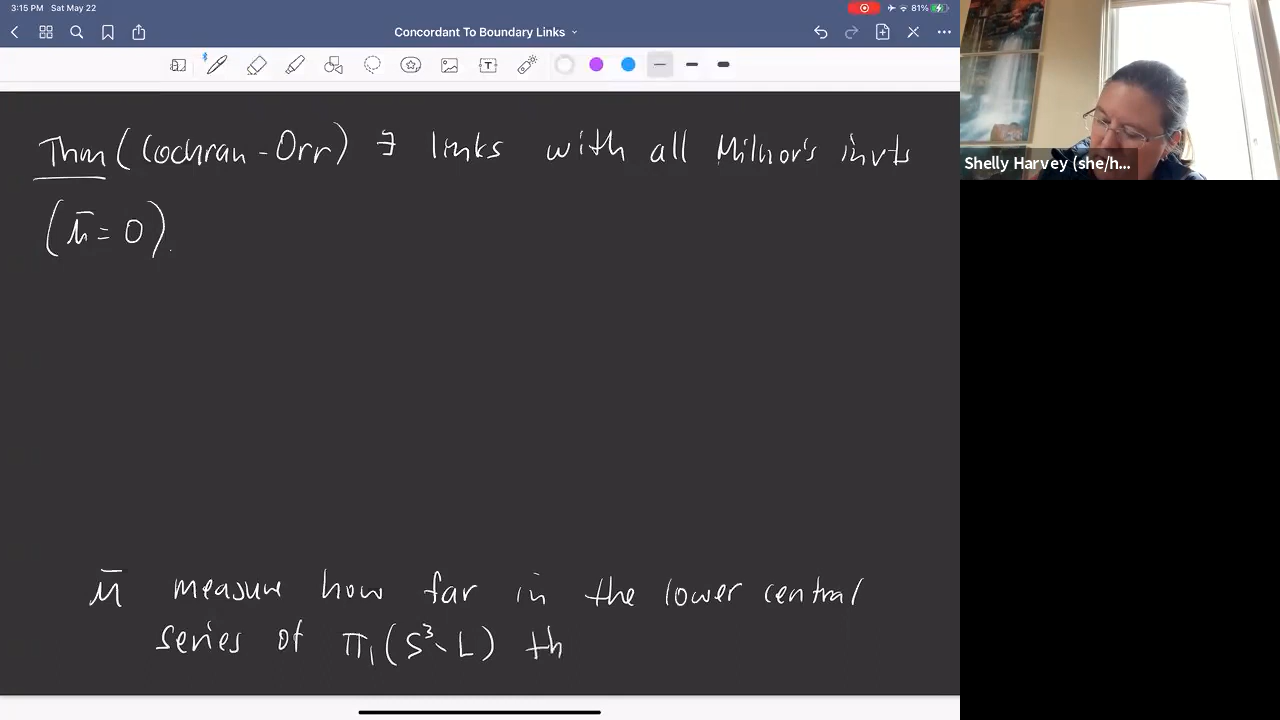 3:15 PM Sat May 22
81%
Concordant To Boundary Links
T
Thm (Cochran-Orr) ∃ links with all Milnor's invts
(μ̄ = 0).
μ̄ measure how far in the lower central
series of π₁(S³\L) th
Shelly Harvey (she/h...